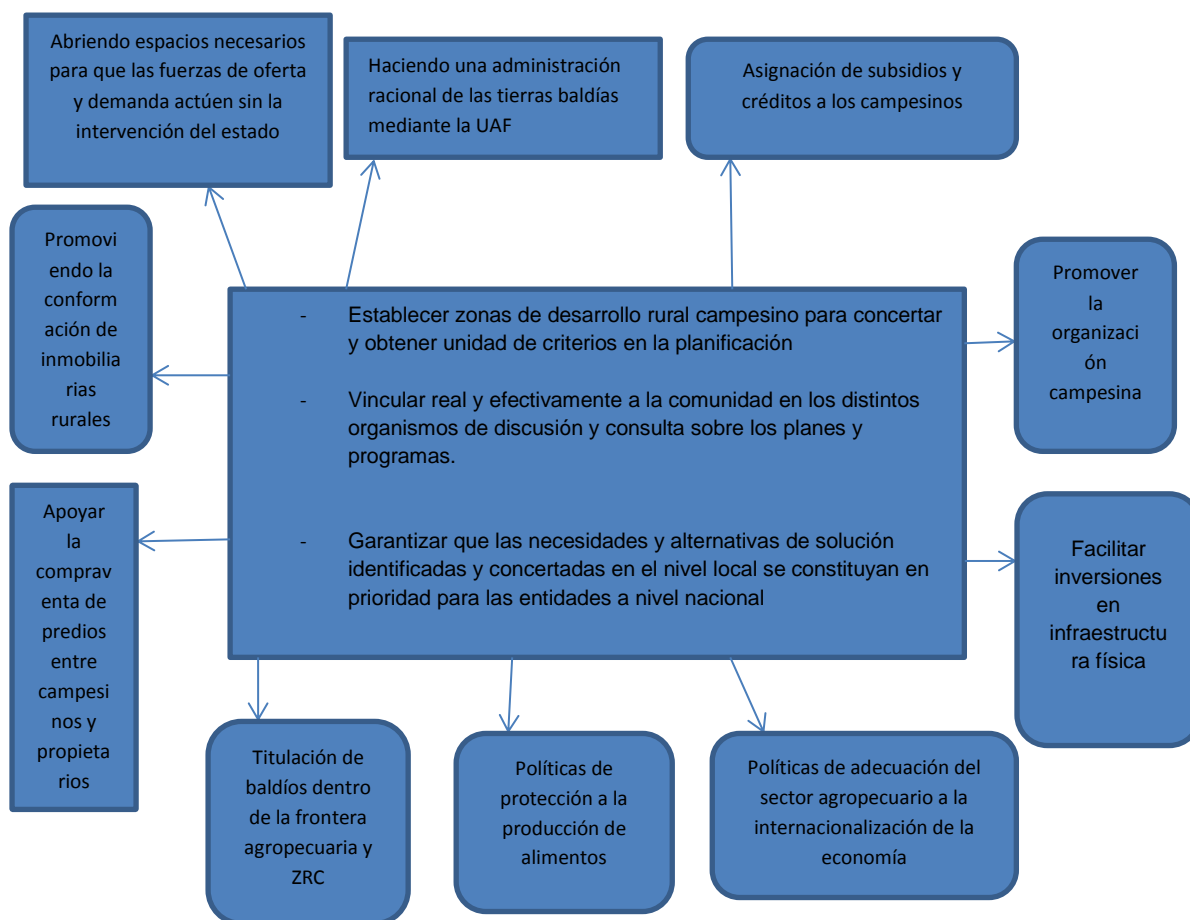 Abriendo espacios necesarios
para que las fuerzas de oferta
y demanda actúen sin la
intervención del estado
Haciendo una administración
racional de las tierras baldías
mediante la UAF
Asignación de subsidios y
créditos a los campesinos
Promovi
endo la
conform
ación de
inmobilia
rias
rurales
- Establecer zonas de desarrollo rural campesino para concertar
y obtener unidad de criterios en la planificación
- Vincular real y efectivamente a la comunidad en los distintos
organismos de discusión y consulta sobre los planes y
programas.
- Garantizar que las necesidades y alternativas de solución
identificadas y concertadas en el nivel local se constituyan en
prioridad para las entidades a nivel nacional
Promover
la
organizaci
ón
campesina
Apoyar
la
comprav
enta de
predios
entre
campesi
nos y
propieta
rios
Facilitar
inversiones
en
infraestructu
ra física
Titulación de
baldíos dentro
de la frontera
agropecuaria y
ZRC
Políticas de
protección a la
producción de
alimentos
Políticas de adecuación del
sector agropecuario a la
internacionalización de la
economía